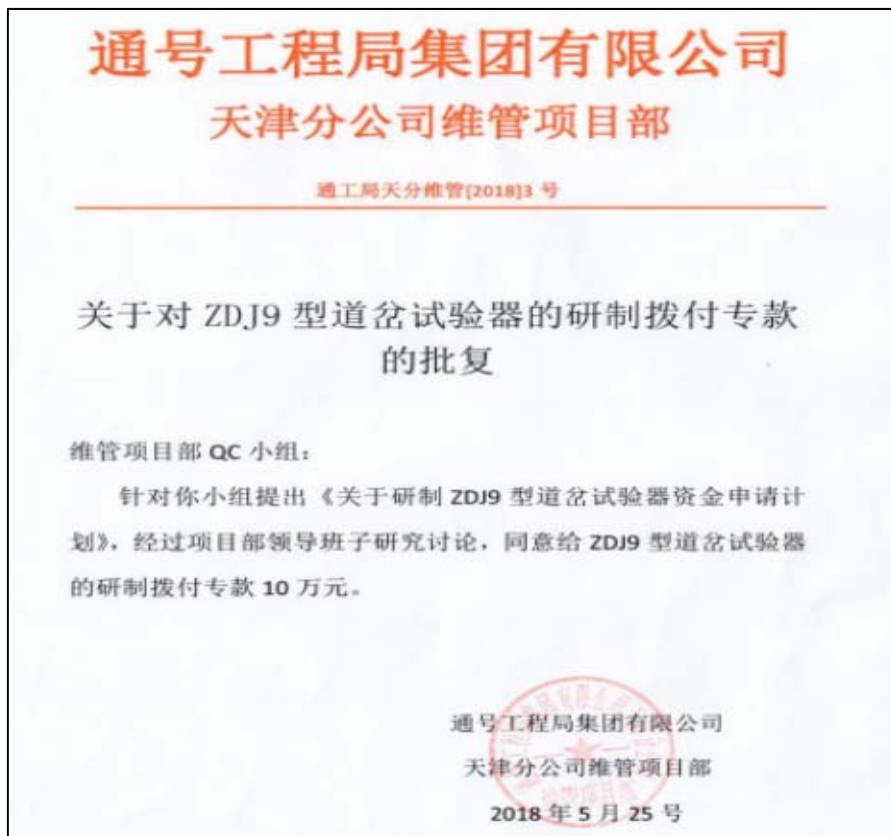 通号工程局集团有限公司
天津分公司维管项目部
通工局天分维管[2018]3 号
关于对 ZDJ9 型道岔试验器的研制拨付专款
的批复
维管项目部 QC 小组：
针对你小组提出《关于研制 ZDJ9 型道岔试验器资金申请计
划》，经过项目部领导班子研究讨论，同意给 ZDJ9 型道岔试验器
的研制拨付专款 10 万元。
通号工程局集团有限公司
天津分公司维管项目部
2018 年 5 月 25 号